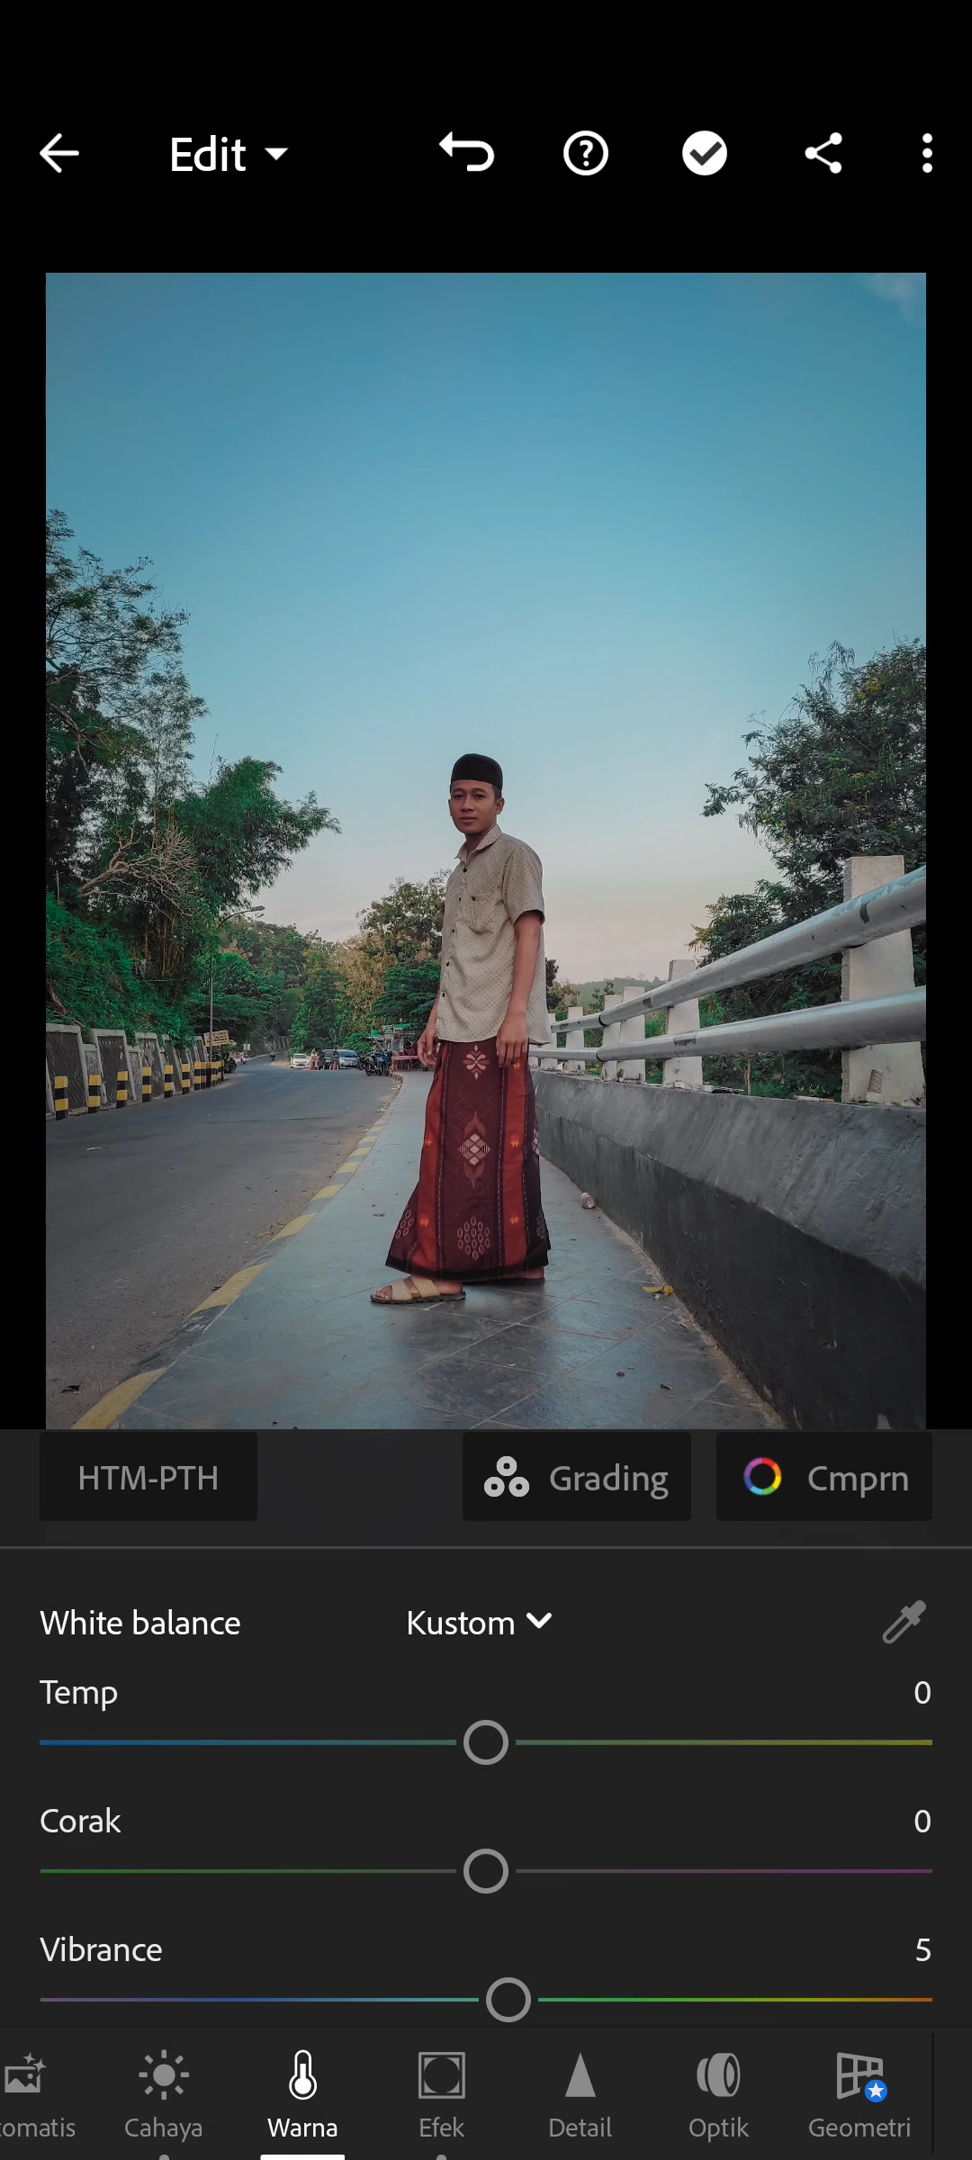 Edit
HTM-PTH
Grading
Cmprn
White balance
Kustom
Temp
0
Corak
0
Vibrance
5
omatis
Cahaya
Warna
Efek
Detail
Optik
Geometri